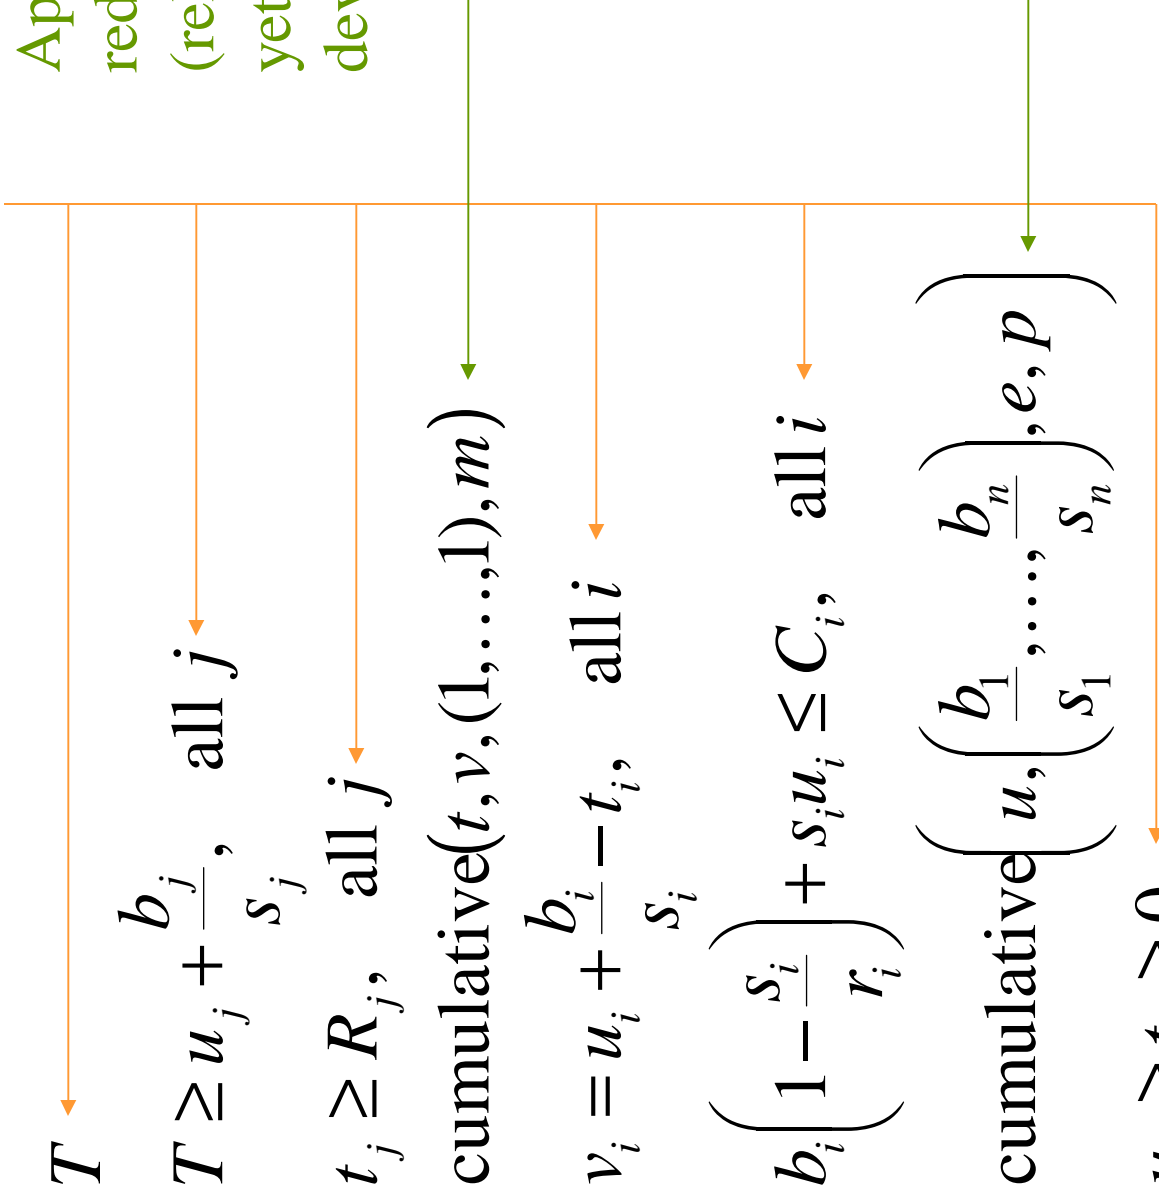 T
T ≥ u_j + b_j/s_j, all j
t_j ≥ R_j, all j
cumulative(t, v, (1,…,1), m)
v_i = u_i + b_i/s_i − t_i, all i
b_i(1 − s_i/r_i) + s_i u_i ≤ C_i, all i
cumulative(u, (b_1/s_1,…, b_n/s_n), e, p)